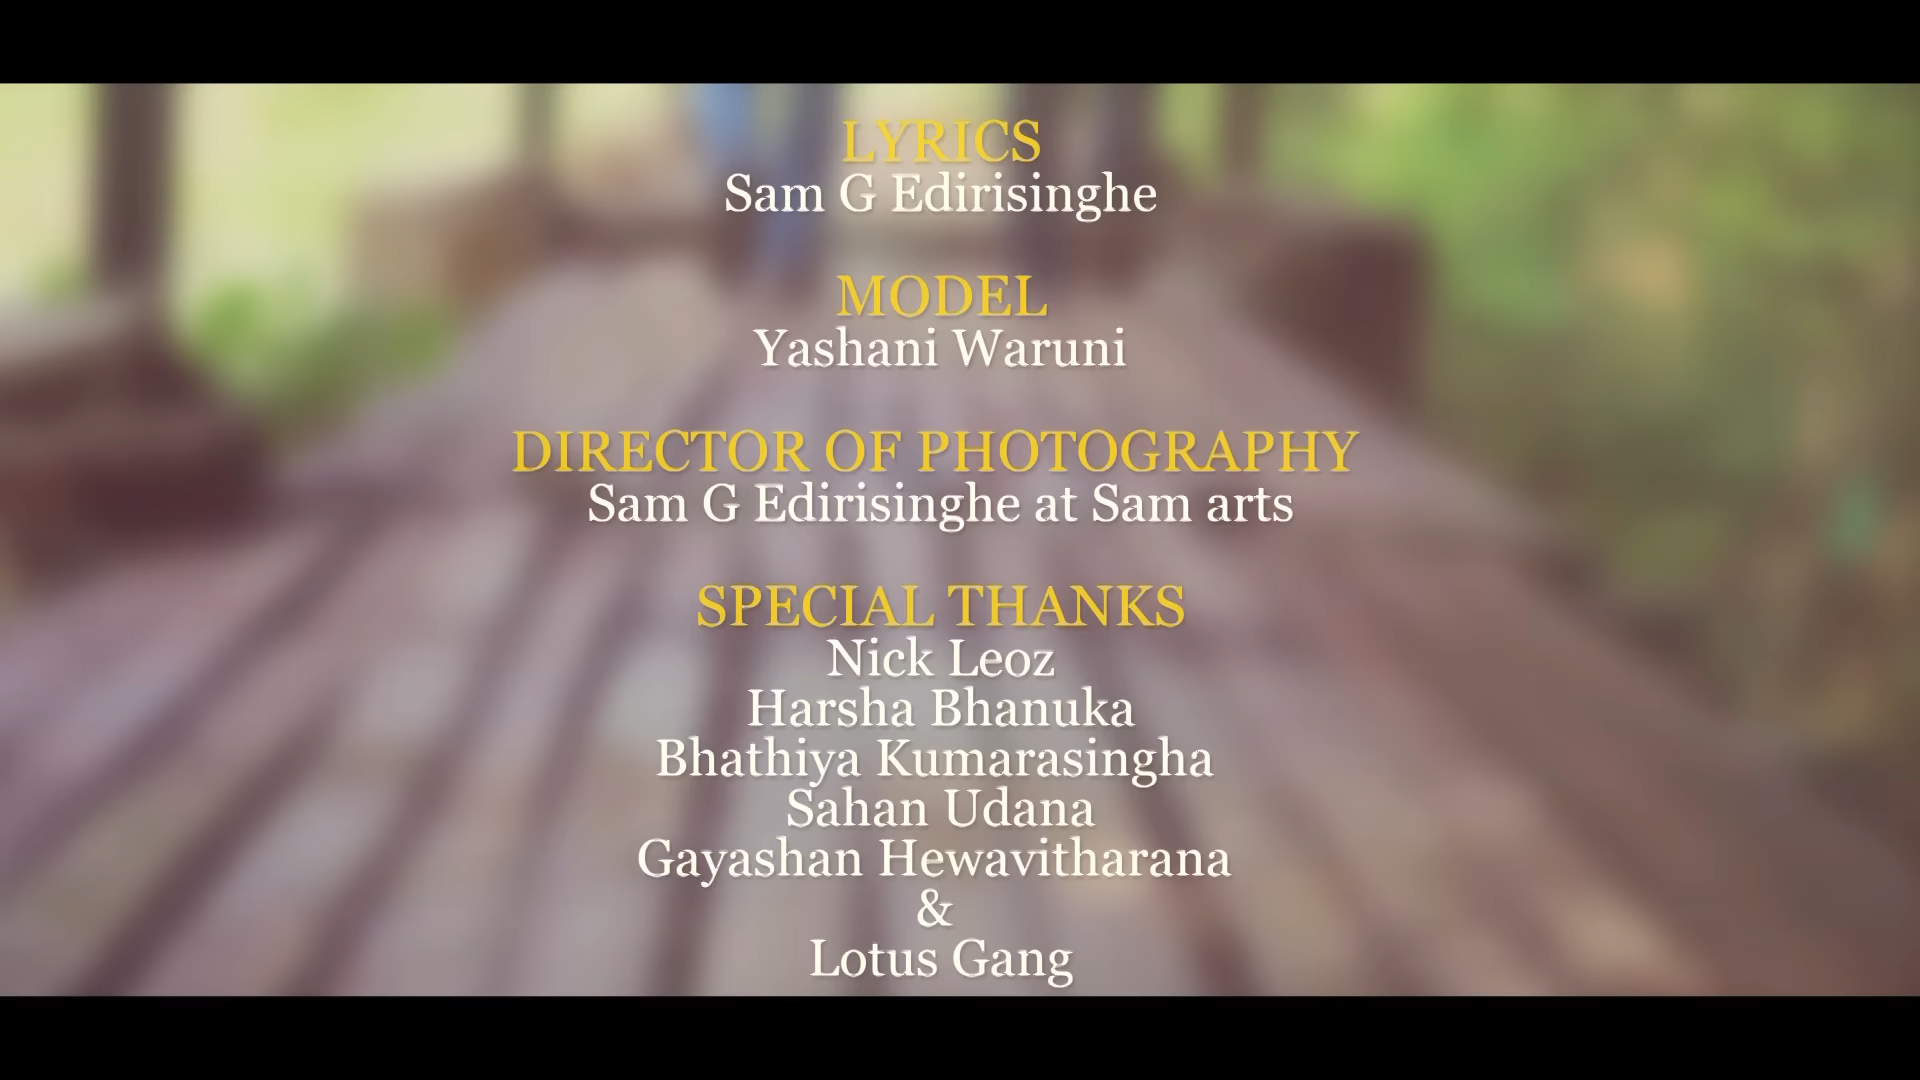 LYRICS
Sam G Edirisinghe
MODEL
Yashani Waruni
DIRECTOR OF PHOTOGRAPHY
Sam G Edirisinghe at Sam arts
SPECIAL THANKS
Nick Leoz
Harsha Bhanuka
Bhathiya Kumarasingha
Sahan Udana
Gayashan Hewavitharana
&
Lotus Gang